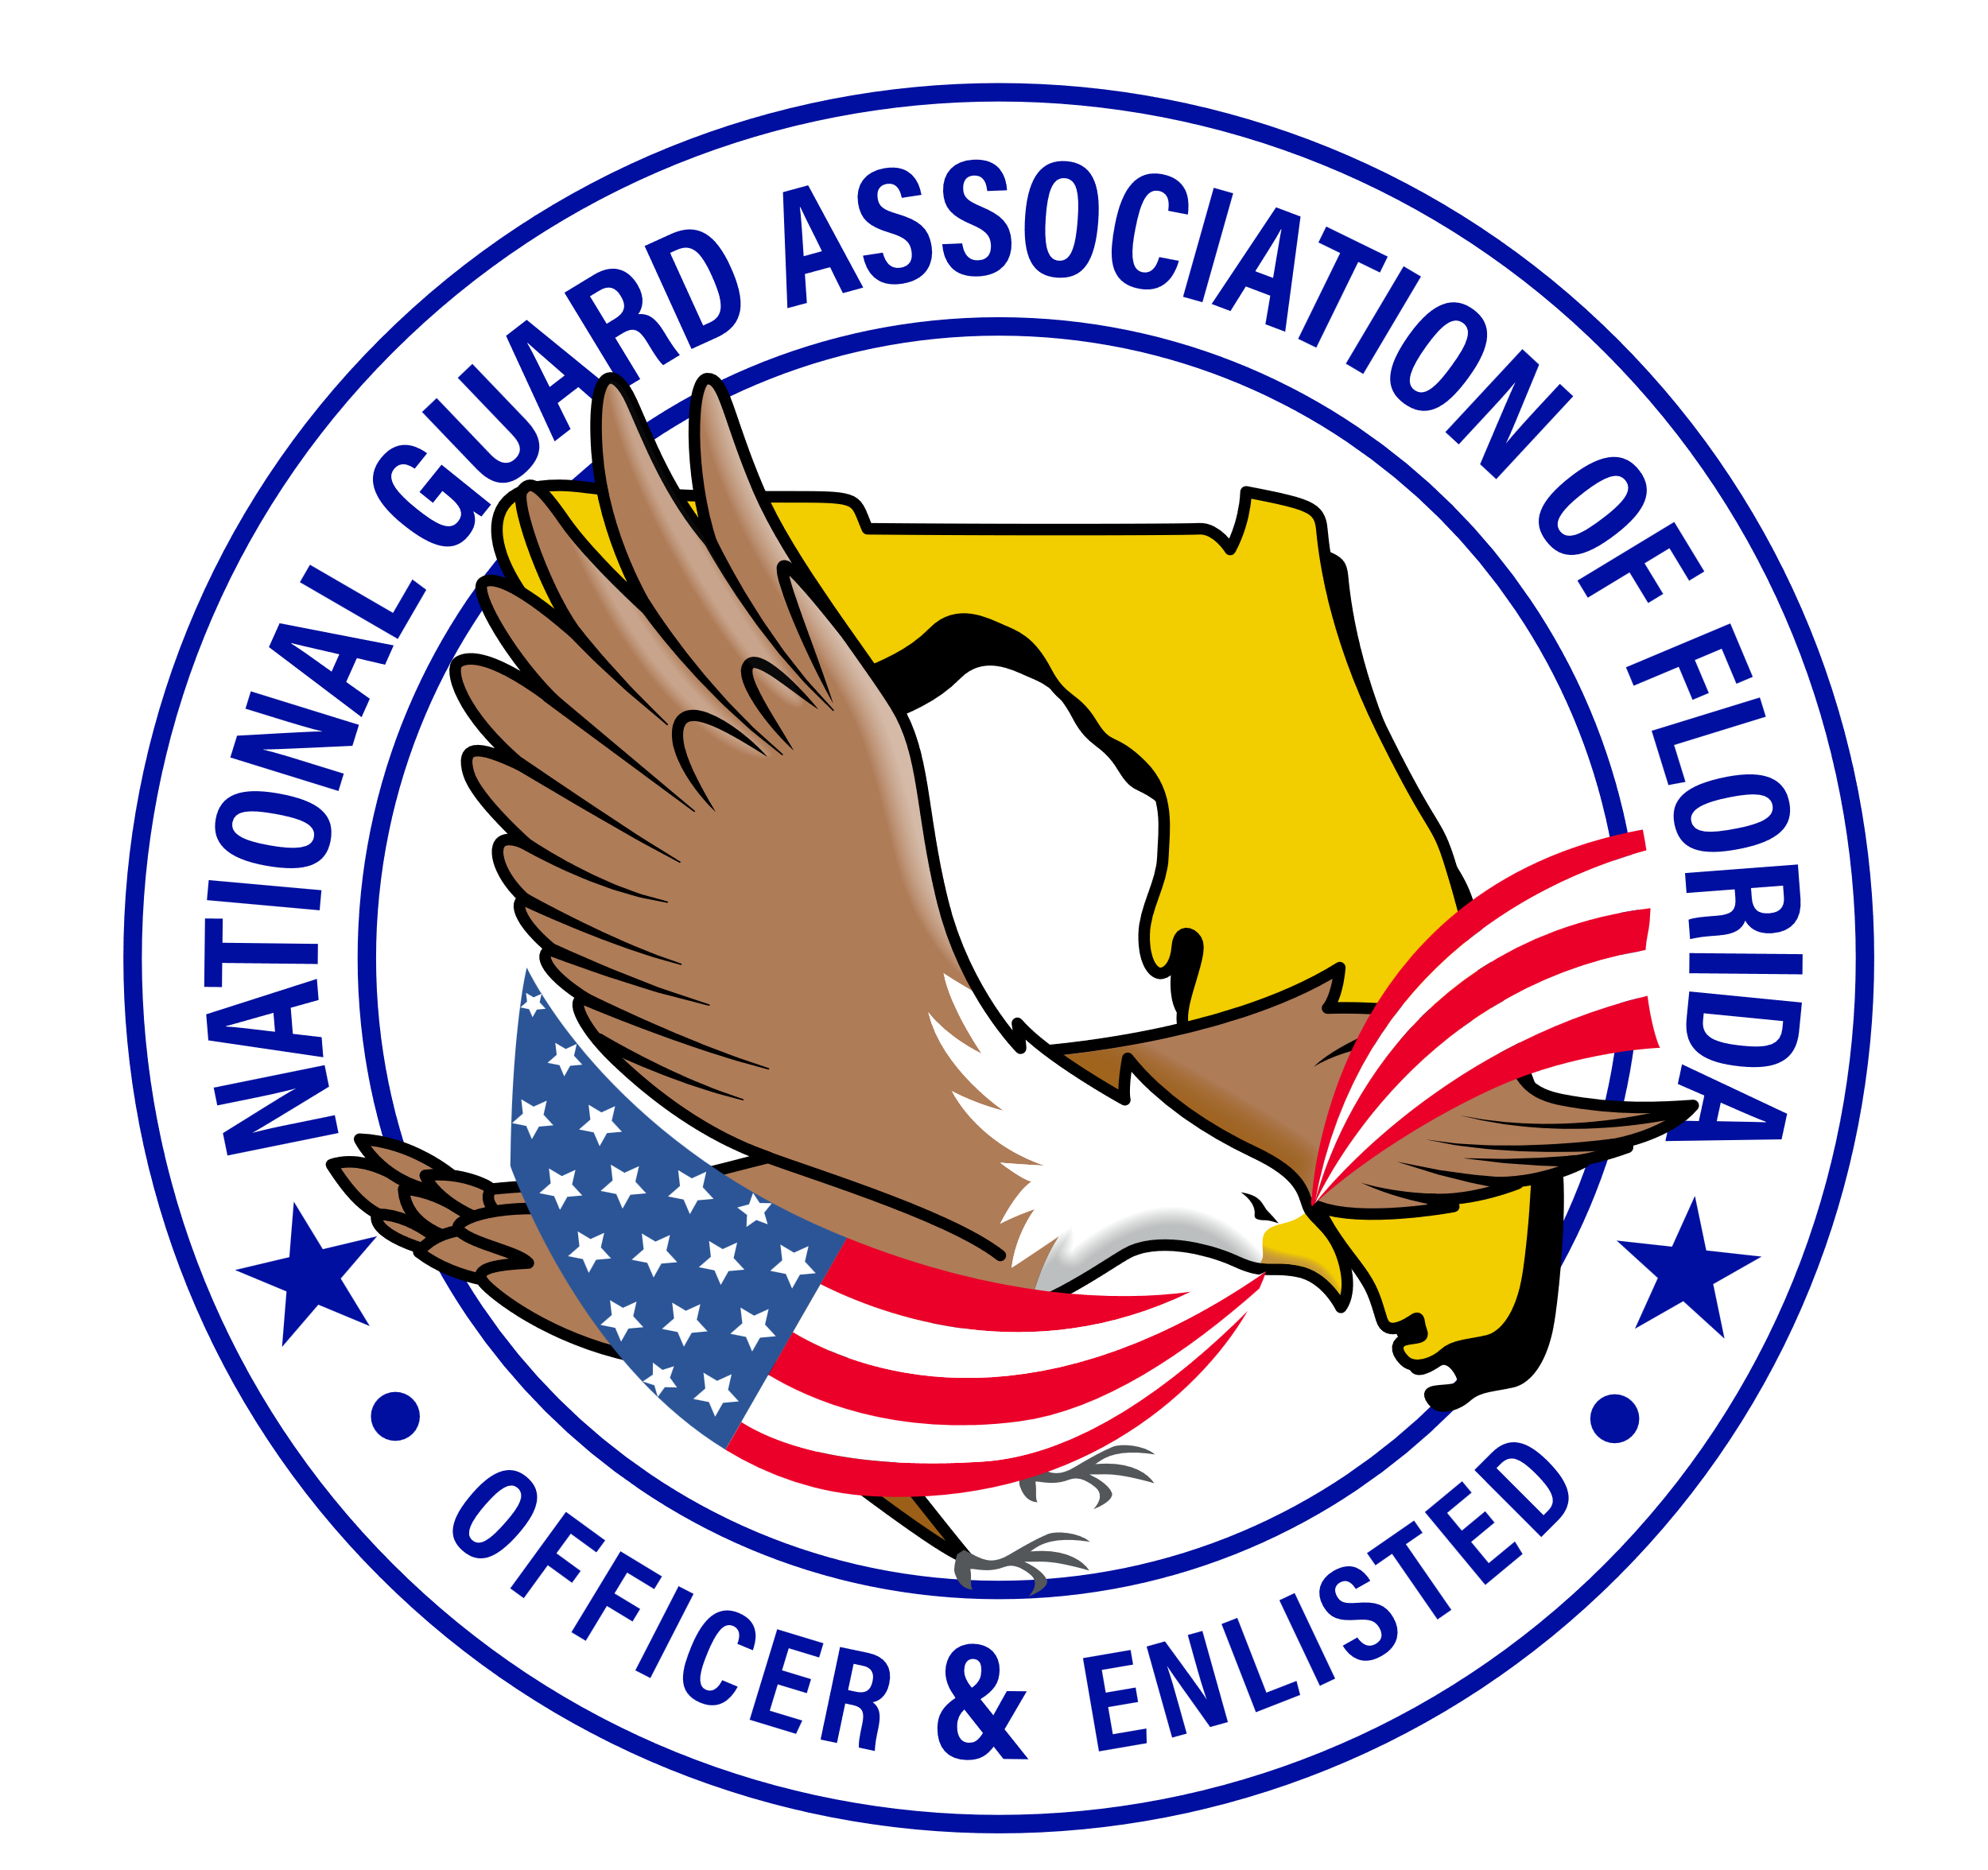 NATIONAL GUARD ASSOCIATION OF FLORIDA
OFFICER & ENLISTED